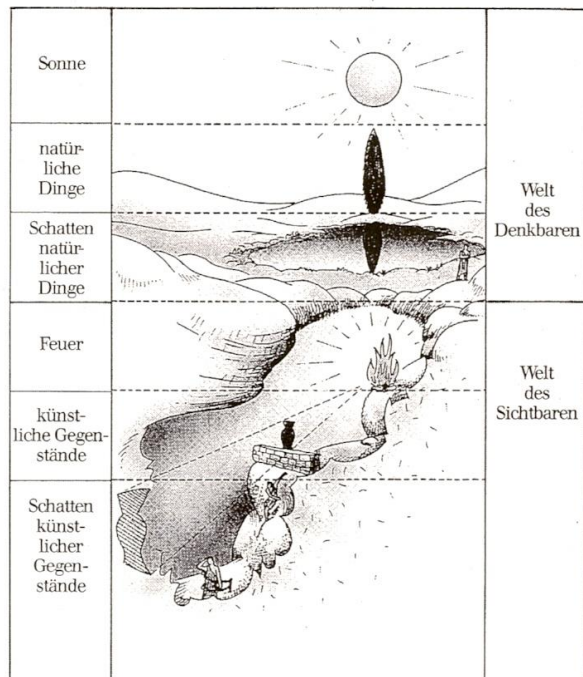 Sonne
natür-
liche
Dinge
Schatten
natür-
licher
Dinge
Feuer
künst-
liche Gegen-
stände
Schatten
künst-
licher
Gegen-
stände
Welt
des
Denkbaren
Welt
des
Sichtbaren